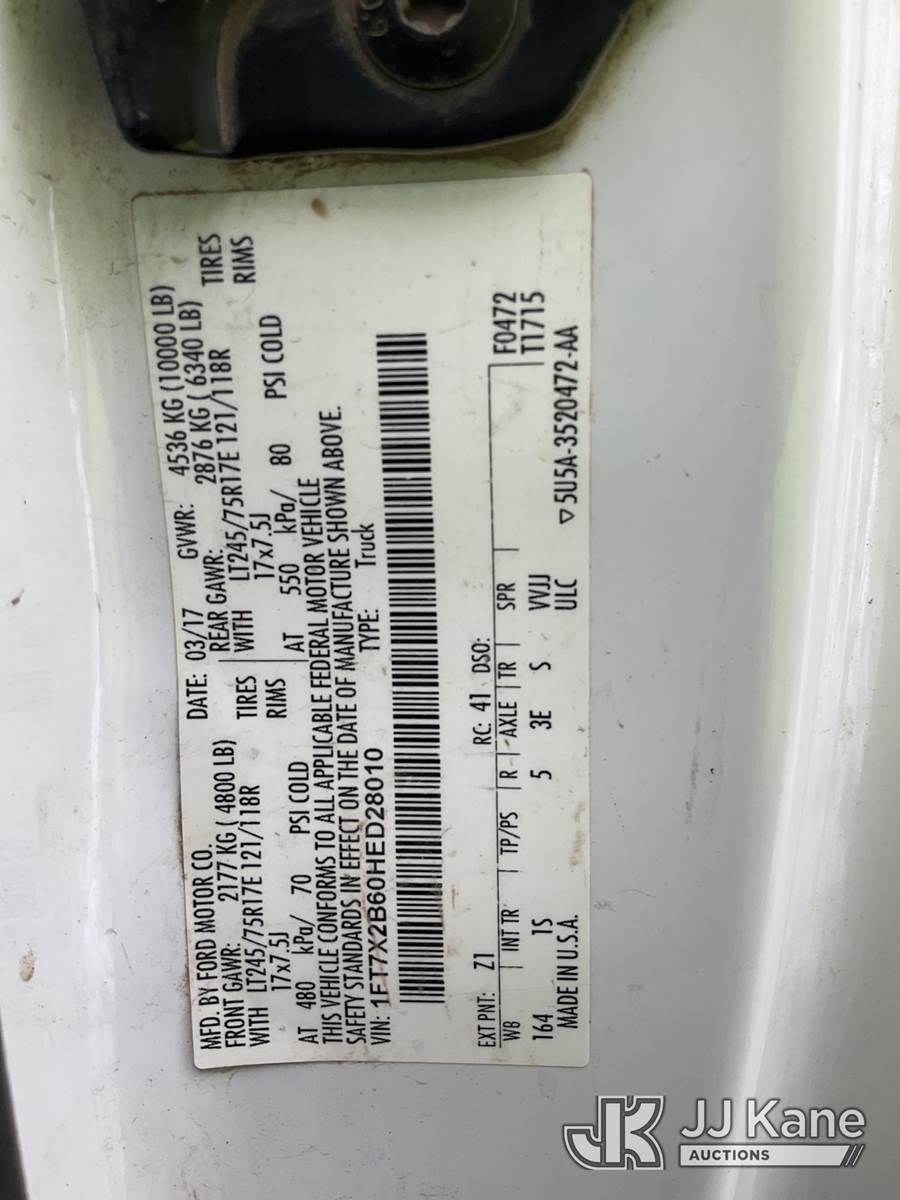 MFD. BY FORD MOTOR CO. DATE: 03/17 GVWR: 4536 KG (10000 LB)
FRONT GAWR: 2177 KG ( 4800 LB) REAR GAWR: 2876 KG ( 6340 LB)
WITH LT245/75R17E 121/118R TIRES WITH LT245/75R17E 121/118R TIRES
17x7.5J RIMS 17x7.5J RIMS
AT 480 kPa/ 70 PSI COLD AT 550 kPa/ 80 PSI COLD
THIS VEHICLE CONFORMS TO ALL APPLICABLE FEDERAL MOTOR VEHICLE
SAFETY STANDARDS IN EFFECT ON THE DATE OF MANUFACTURE SHOWN ABOVE.
VIN: 1FT7X2B60HED28010 TYPE: Truck
EXT PNT: Z1 RC: 41 DSO:
WB INT TR TP/PS R AXLE TR SPR F0472
164 TS 5 3E S VVJJ T1715
MADE IN U.S.A. ULC ▽5U5A-3520472-AA
JK JJ Kane
AUCTIONS